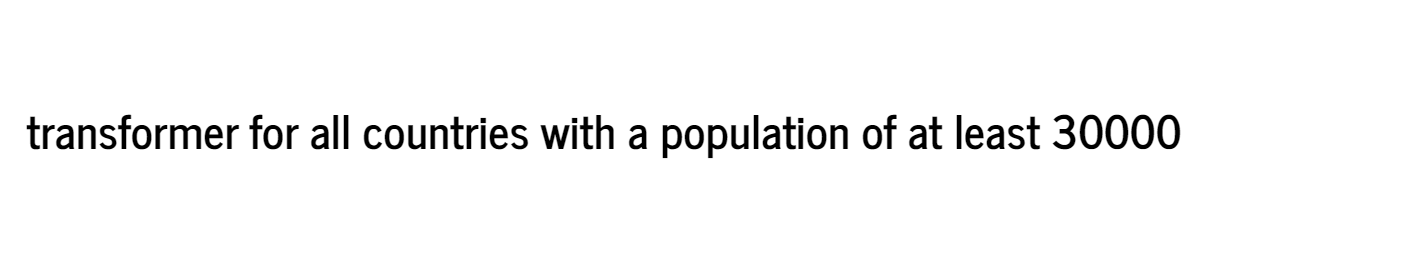 transformer for all countries with a population of at least 30000